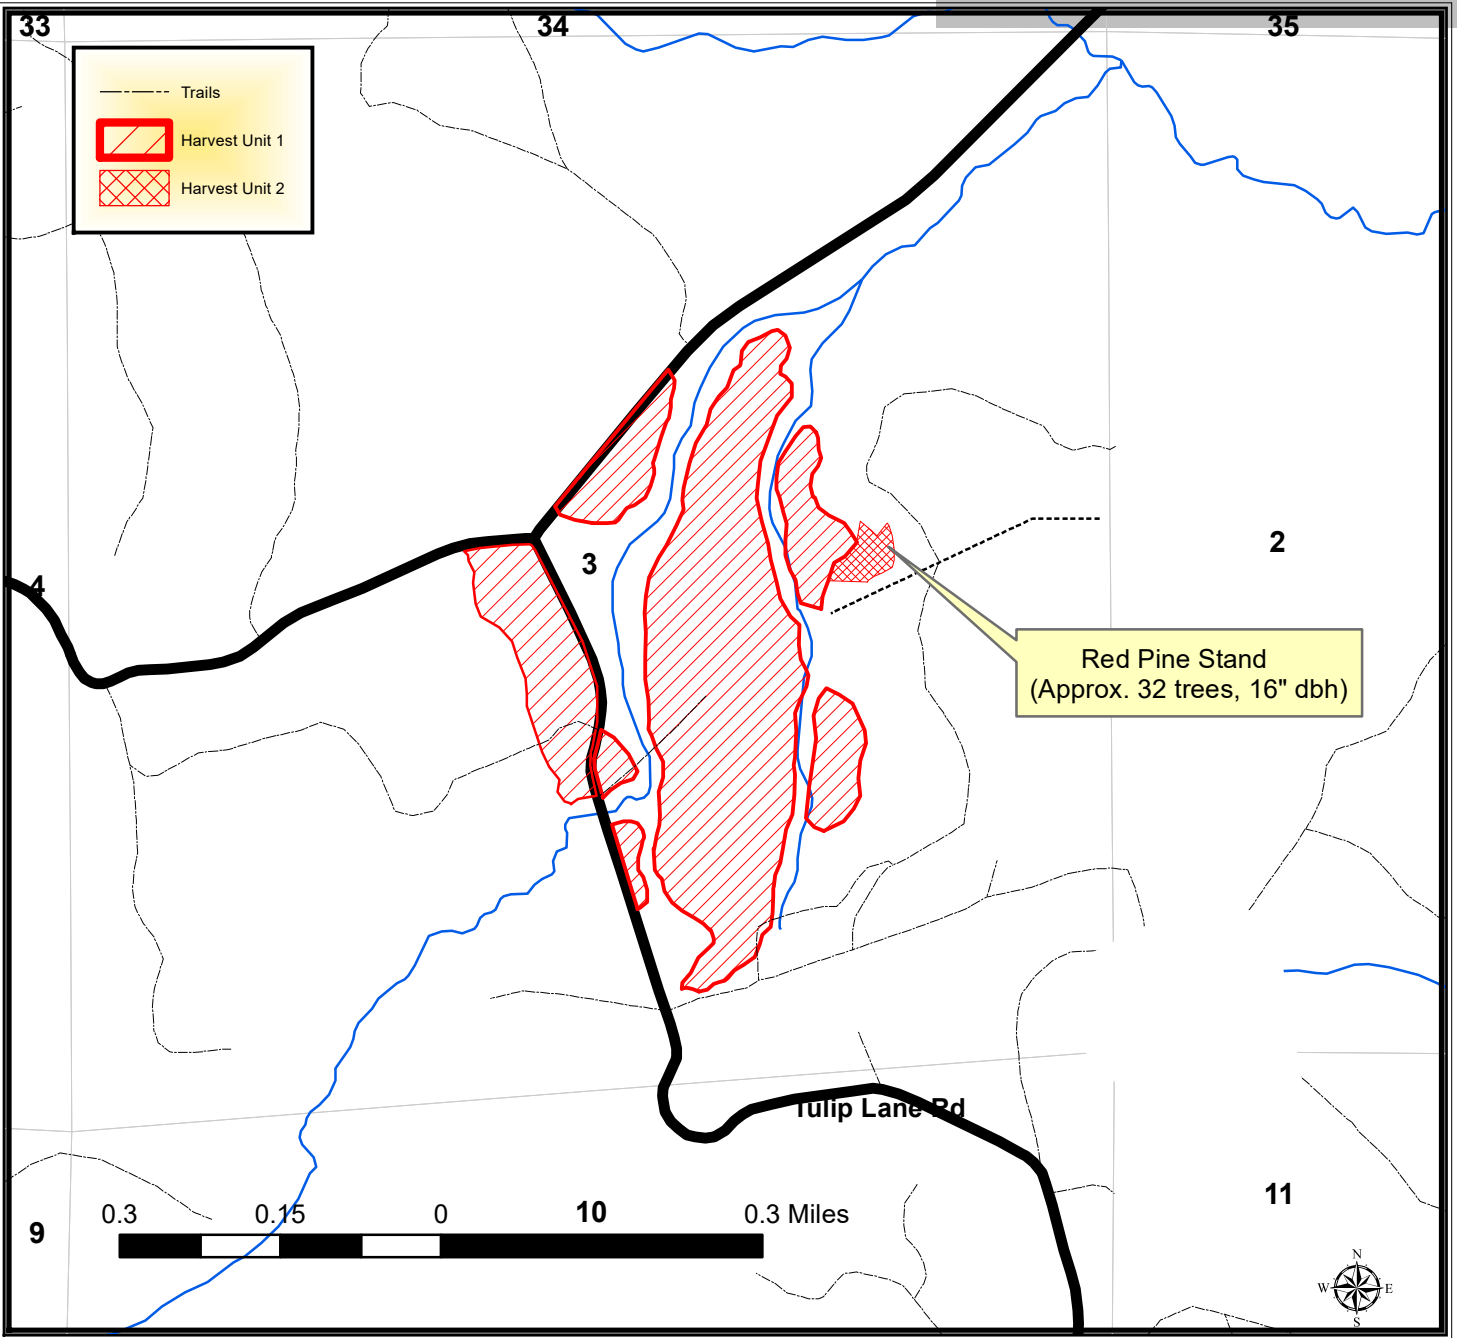 33
34
35
Trails
Harvest Unit 1
Harvest Unit 2
3
2
4
Red Pine Stand
(Approx. 32 trees, 16" dbh)
Tulip Lane Rd
9
10
11
0.3 0.15 0 0.3 Miles
N
W E
S